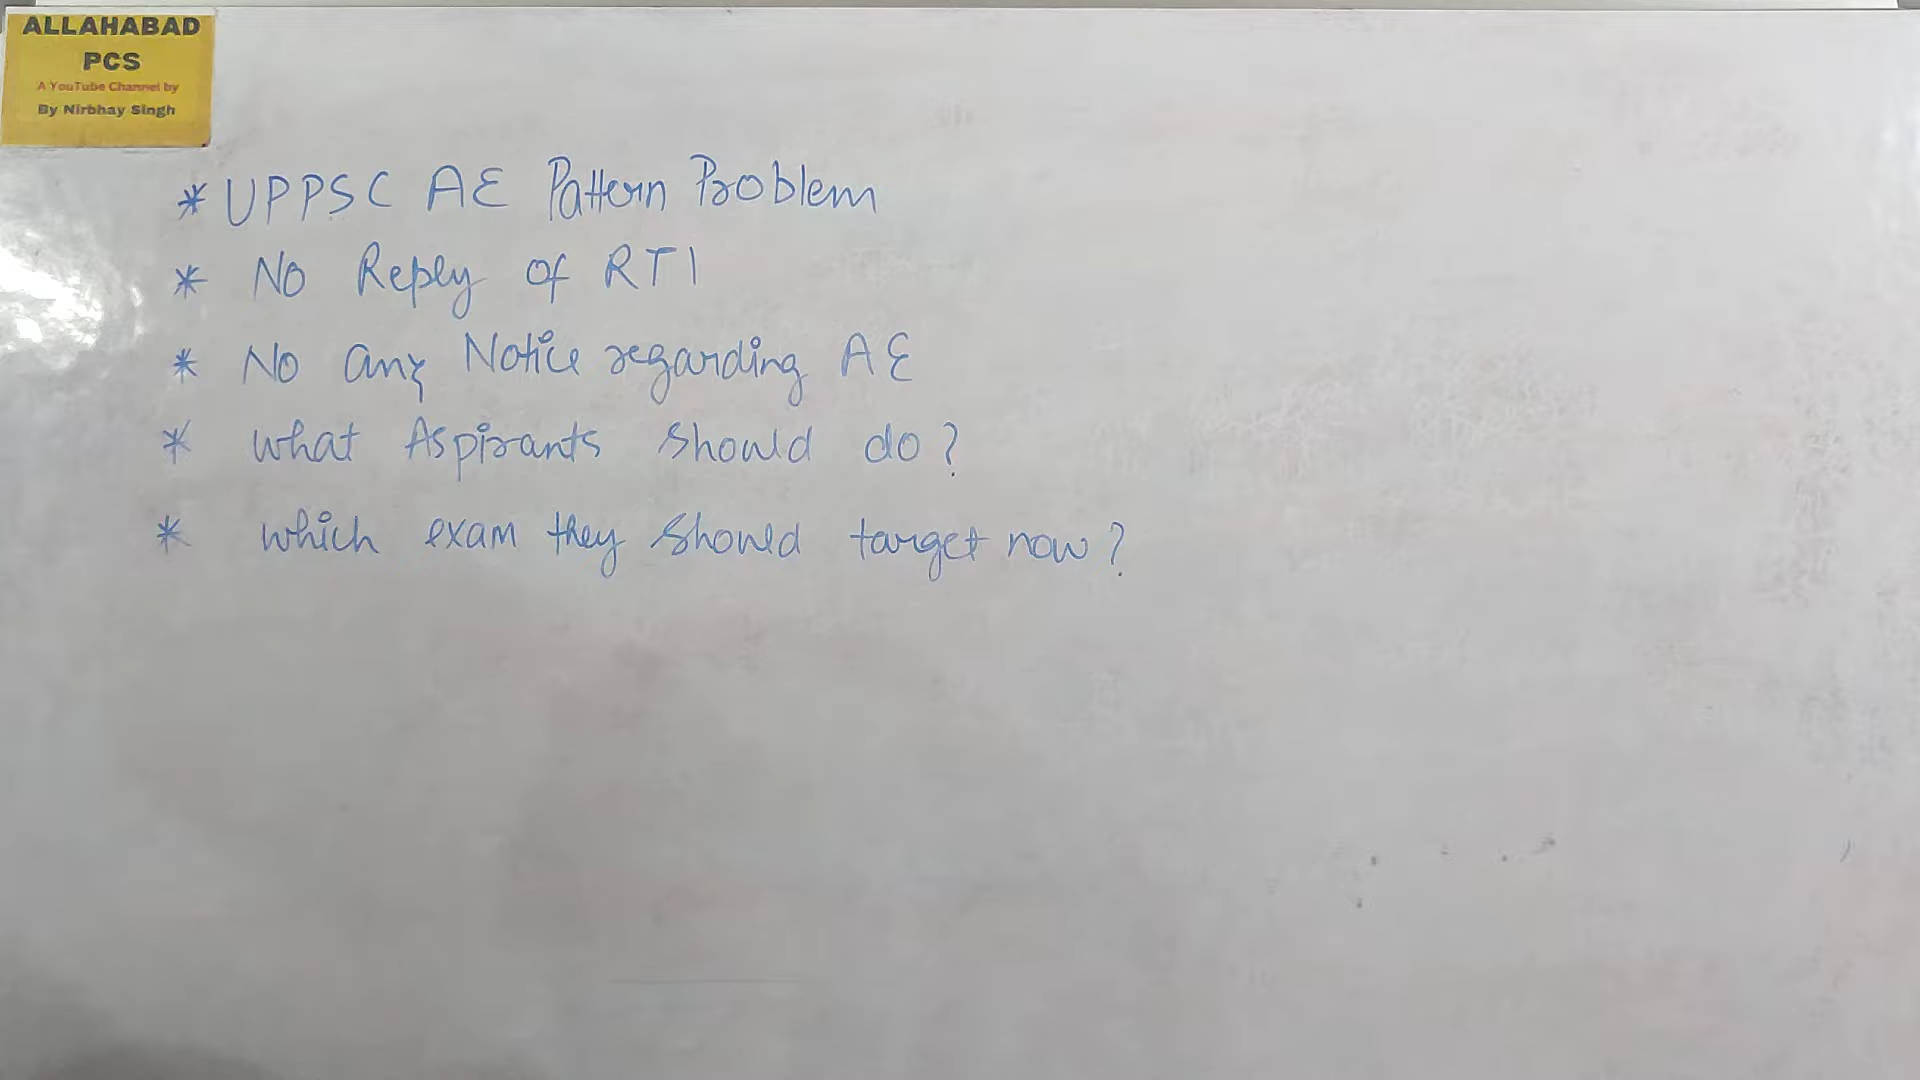 ALLAHABAD
PCS
A YouTube Channel by
By Nirbhay Singh
* UPPSC AE Pattern Problem
* No Reply of RTI
* No any Notice regarding AE
* what Aspirants should do?
* which exam they should target now?